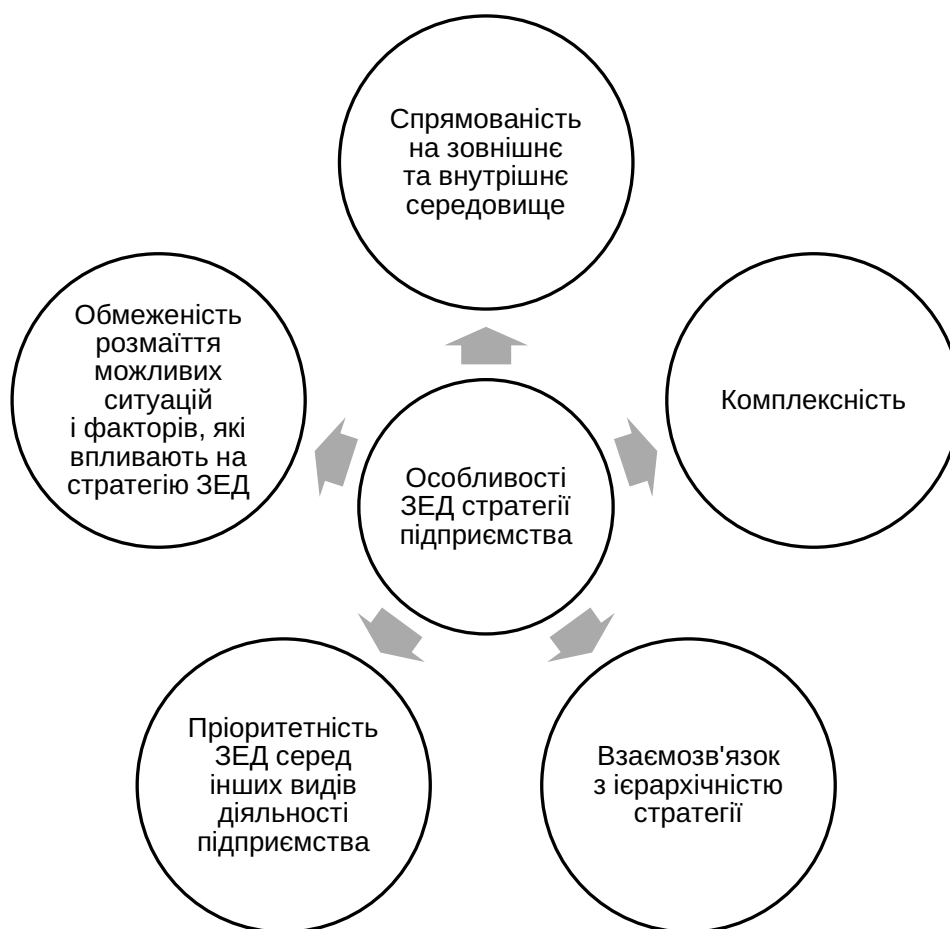 Спрямованість
на зовнішнє
та внутрішнє
середовище
Обмеженість
розмаїття
можливих
ситуацій
і факторів, які
впливають на
стратегію ЗЕД
Комплексність
Особливості
ЗЕД стратегії
підприємства
Пріоритетність
ЗЕД серед
інших видів
діяльності
підприємства
Взаємозв'язок
з ієрархічністю
стратегії